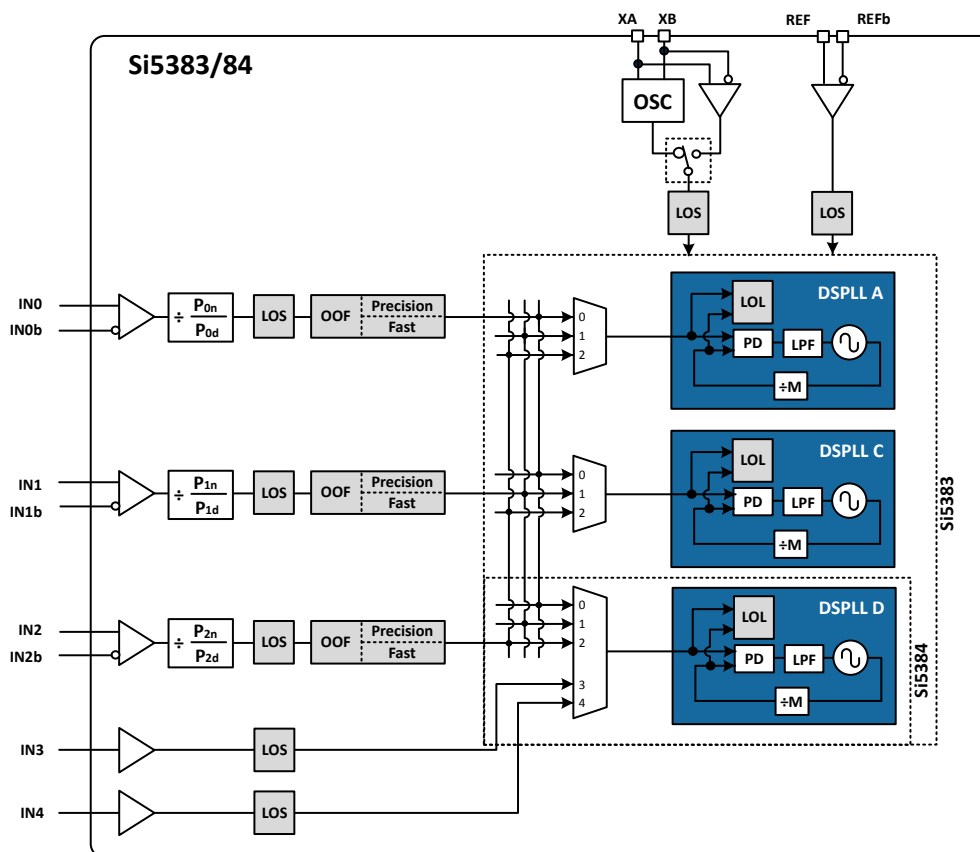 XA XB REF REFb
Si5383/84
OSC
LOS LOS
DSPLL A
LOL
IN0
IN0b
÷ P0n / P0d
LOS
OOF
Precision
Fast
0
1
2
PD LPF
÷M
DSPLL C
LOL
IN1
IN1b
÷ P1n / P1d
LOS
OOF
Precision
Fast
0
1
2
PD LPF
÷M
Si5383
DSPLL D
LOL
IN2
IN2b
÷ P2n / P2d
LOS
OOF
Precision
Fast
0
1
2
3
4
PD LPF
÷M
Si5384
IN3
LOS
IN4
LOS